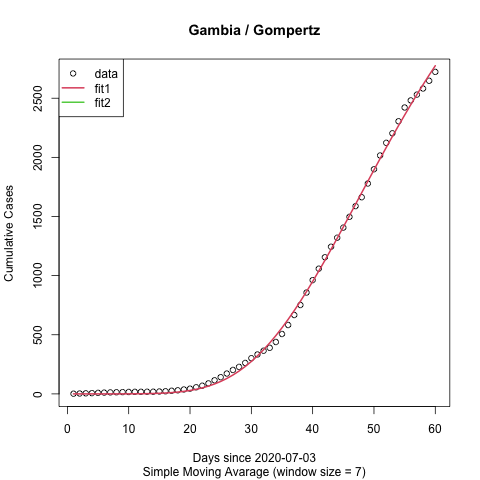 Gambia / Gompertz
data
fit1
fit2
Cumulative Cases
2500
2000
1500
1000
500
0
0 10 20 30 40 50 60
Days since 2020-07-03
Simple Moving Avarage (window size = 7)